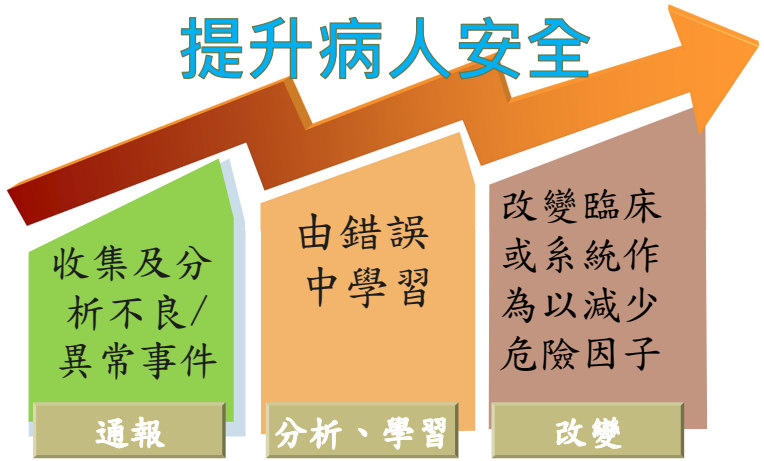 提升病人安全
收集及分
析不良/
異常事件
通報
由錯誤
中學習
分析、學習
改變臨床
或系統作
為以減少
危險因子
改變